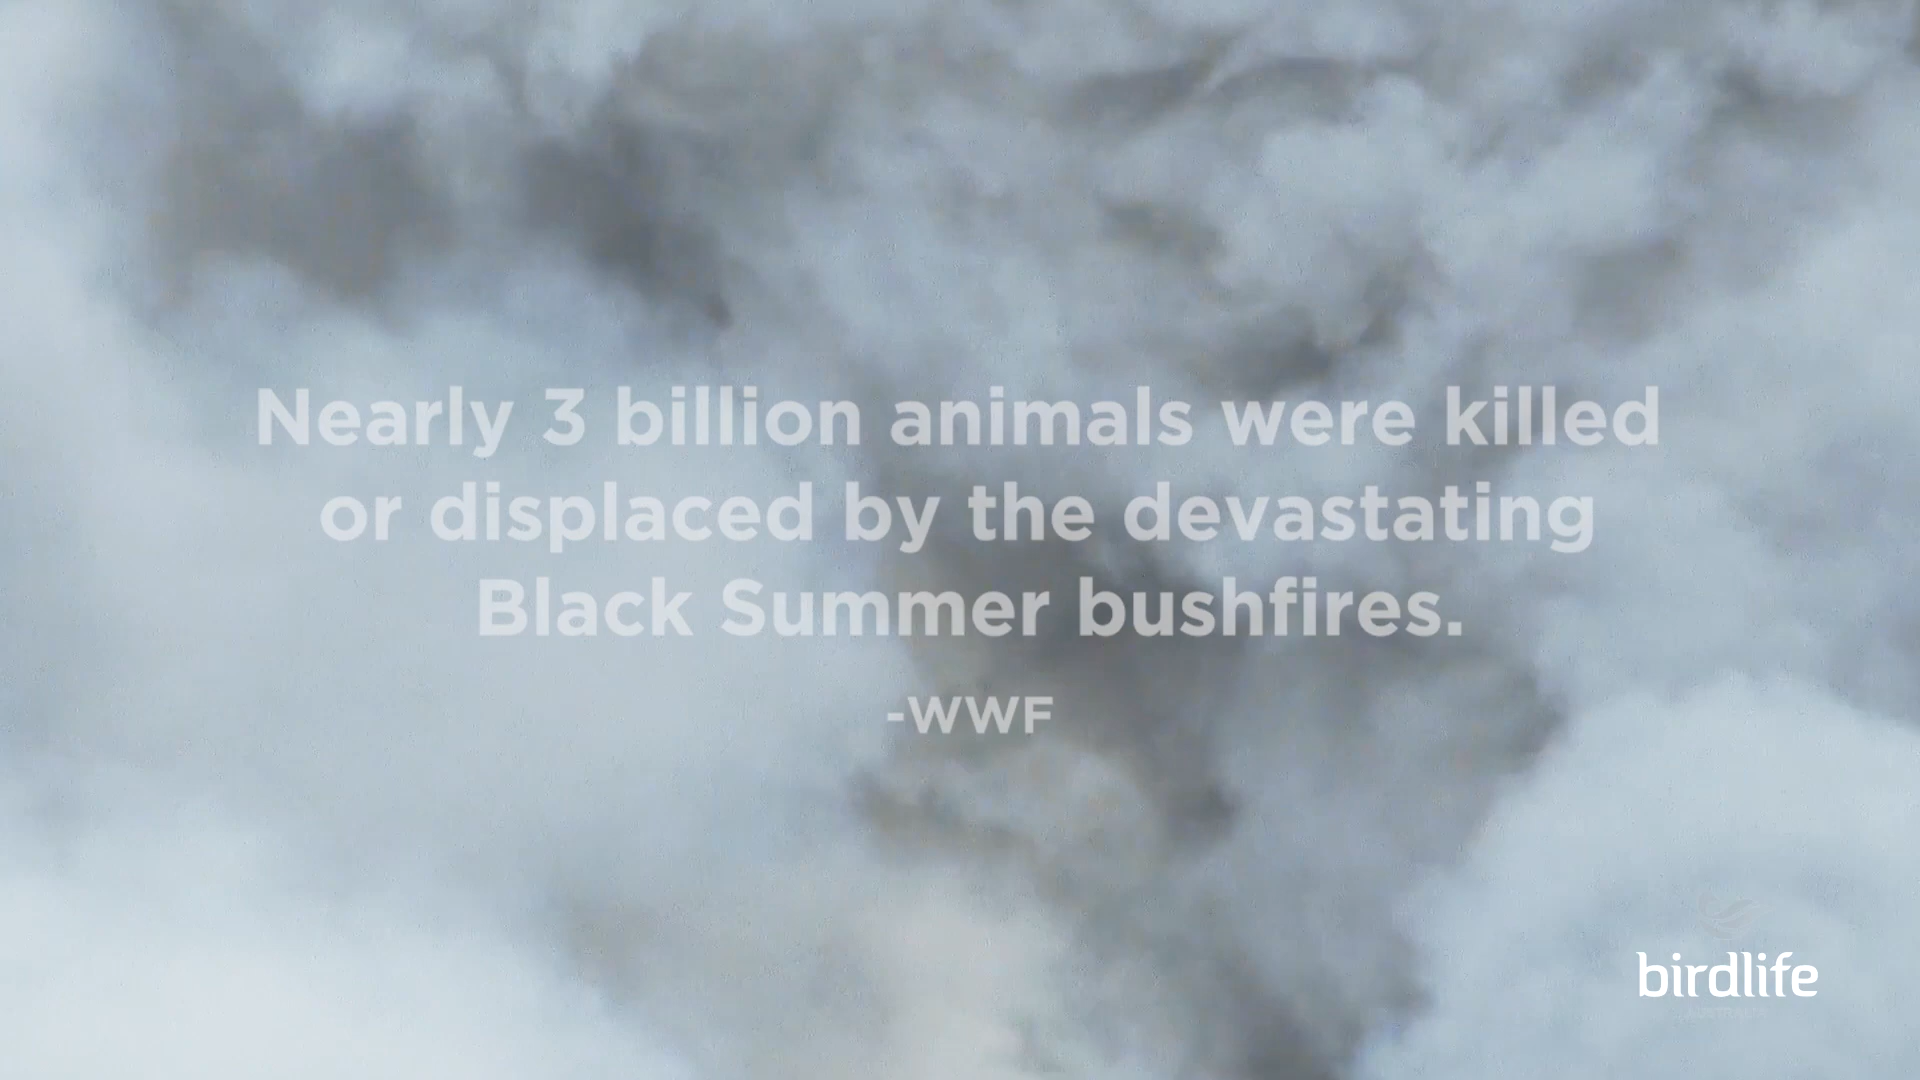 Nearly 3 billion animals were killed
or displaced by the devastating
Black Summer bushfires.
-WWF
birdlife